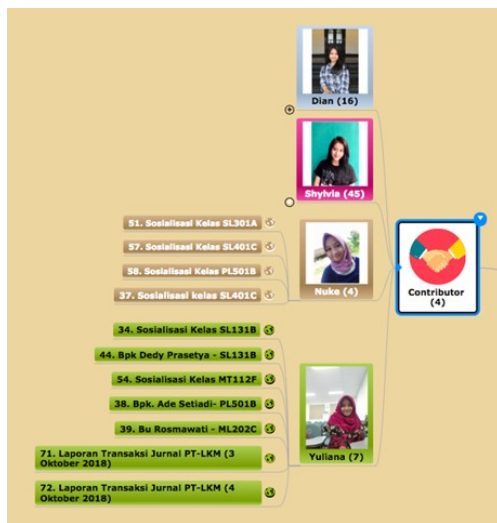 Dian (16)
Shylvia (45)
51. Sosialisasi Kelas SL301A
57. Sosialisasi Kelas SL401C
58. Sosialisasi Kelas PL501B
37. Sosialisasi kelas SL401C
Nuke (4)
Contributor
(4)
34. Sosialisasi Kelas SL131B
44. Bpk Dedy Prasetya - SL131B
54. Sosialisasi Kelas MT112F
38. Bpk. Ade Setiadi- PL501B
39. Bu Rosmawati - ML202C
71. Laporan Transaksi Jurnal PT-LKM (3
Oktober 2018)
72. Laporan Transaksi Jurnal PT-LKM (4
Oktober 2018)
Yuliana (7)